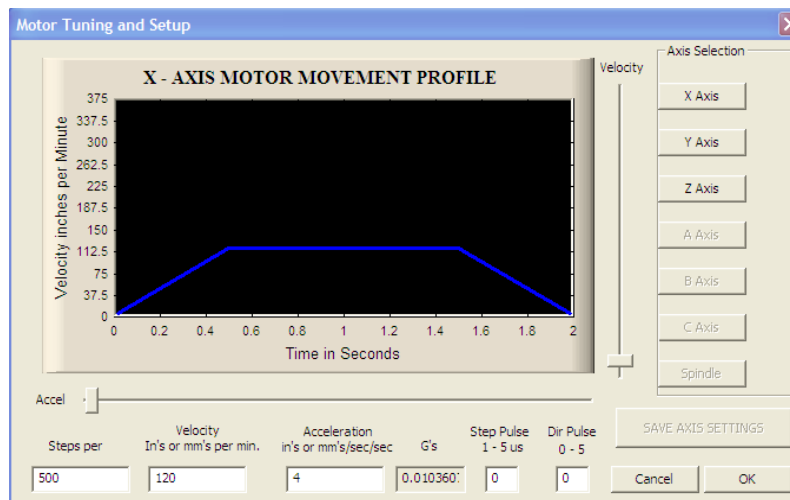 Motor Tuning and Setup
X - AXIS MOTOR MOVEMENT PROFILE
Velocity inches per Minute
375
337.5
300
262.5
225
187.5
150
112.5
75
37.5
0
0 0.2 0.4 0.6 0.8 1 1.2 1.4 1.6 1.8 2
Time in Seconds
Velocity
Axis Selection
X Axis
Y Axis
Z Axis
A Axis
B Axis
C Axis
Spindle
Accel
SAVE AXIS SETTINGS
Steps per
500
Velocity
In's or mm's per min.
120
Acceleration
in's or mm's/sec/sec
4
G's
0.0103607
Step Pulse
1 - 5 us
0
Dir Pulse
0 - 5
0
Cancel
OK